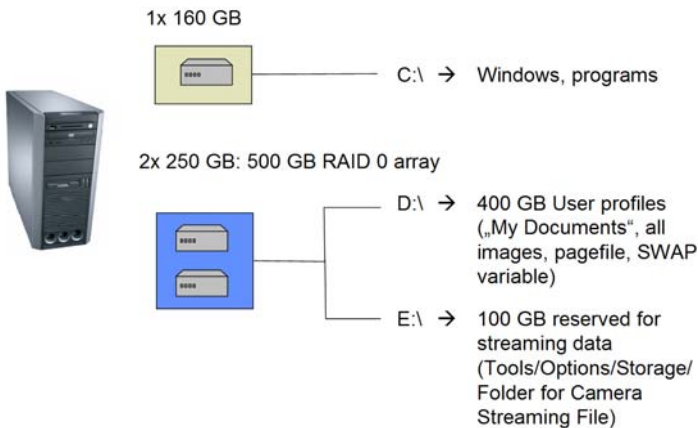 1x 160 GB
C:\ → Windows, programs
2x 250 GB: 500 GB RAID 0 array
D:\ → 400 GB User profiles
(„My Documents“, all
images, pagefile, SWAP
variable)
E:\ → 100 GB reserved for
streaming data
(Tools/Options/Storage/
Folder for Camera
Streaming File)